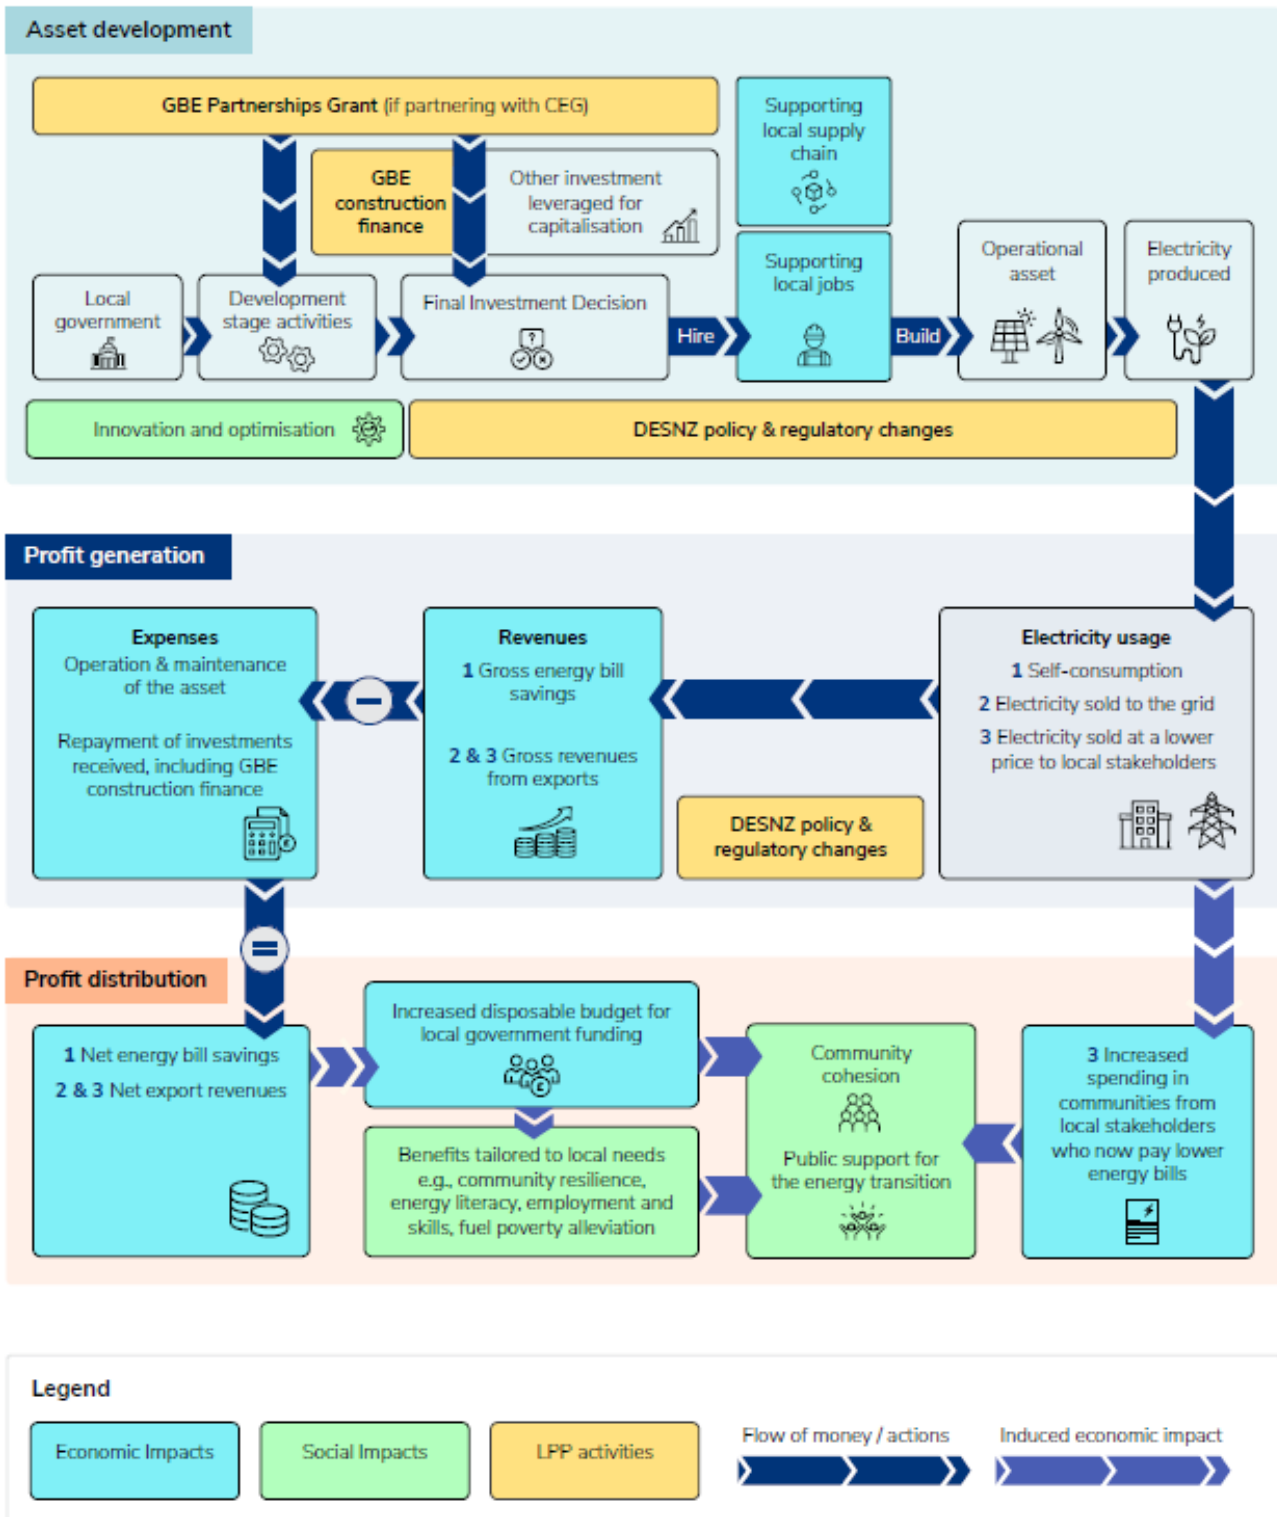 Asset development
GBE Partnerships Grant (if partnering with CEG)
Supporting
local supply
chain
GBE
construction
finance
Other investment
leveraged for
capitalisation
Local
government
Development
stage activities
Final Investment Decision
Hire
Supporting
local jobs
Build
Operational
asset
Electricity
produced
Innovation and optimisation
DESNZ policy & regulatory changes
Profit generation
Expenses
Operation & maintenance
of the asset
Repayment of investments
received, including GBE
construction finance
Revenues
1 Gross energy bill
savings
2 & 3 Gross revenues
from exports
DESNZ policy &
regulatory changes
Electricity usage
1 Self-consumption
2 Electricity sold to the grid
3 Electricity sold at a lower
price to local stakeholders
Profit distribution
1 Net energy bill savings
2 & 3 Net export revenues
Increased disposable budget for
local government funding
Benefits tailored to local needs
e.g., community resilience,
energy literacy, employment and
skills, fuel poverty alleviation
Community
cohesion
Public support for
the energy transition
3 Increased
spending in
communities from
local stakeholders
who now pay lower
energy bills
Legend
Economic Impacts
Social Impacts
LPP activities
Flow of money / actions
Induced economic impact